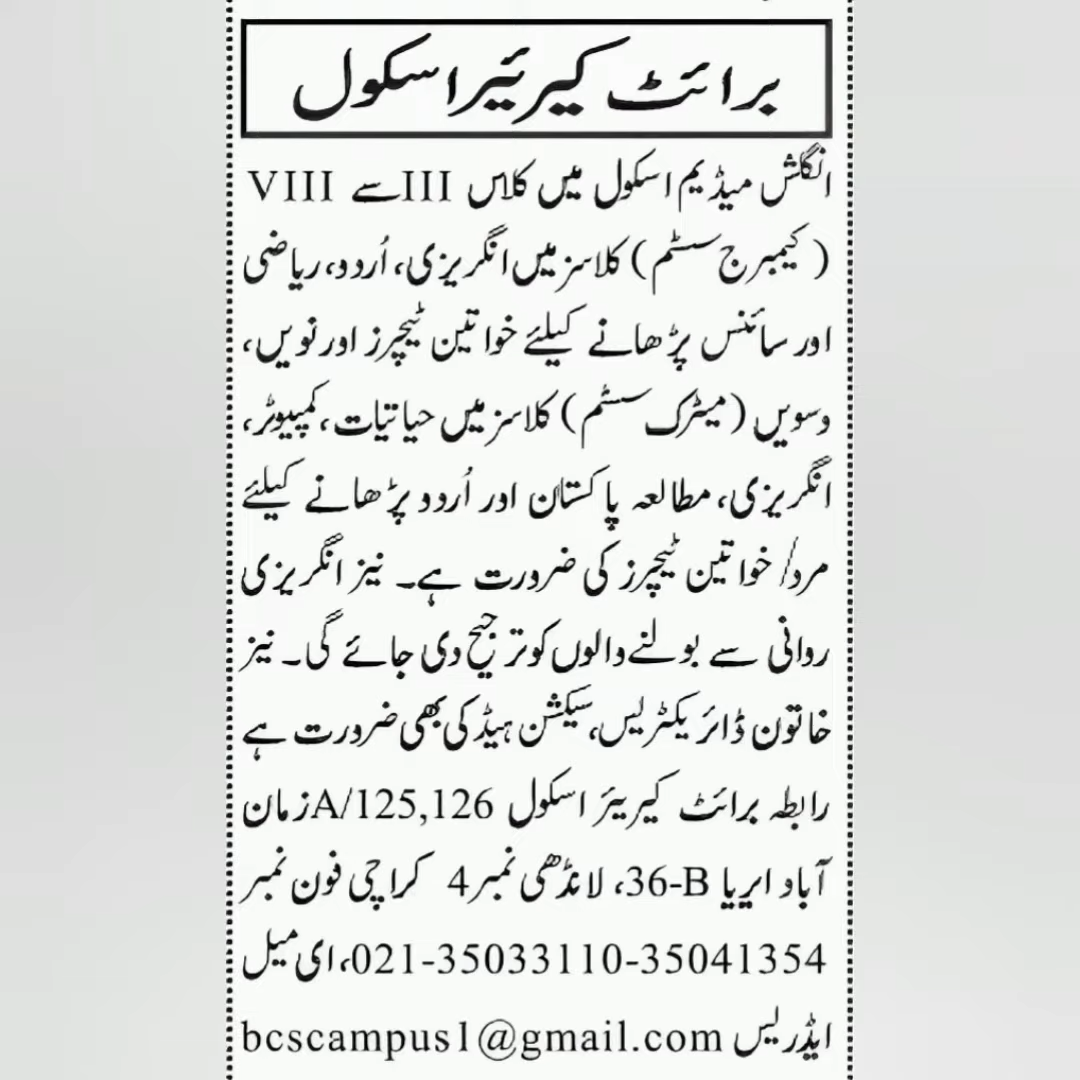 برائٹ کیرئیر اسکول
انگلش میڈیم اسکول میں کلاس III سے VIII
(کیمبرج سسٹم) کلاسز میں انگریزی، اُردو، ریاضی
اور سائنس پڑھانے کیلئے خواتین ٹیچرز اور نویں،
دسویں (میٹرک سسٹم) کلاسز میں حیاتیات، کمپیوٹر،
انگریزی، مطالعہ پاکستان اور اُردو پڑھانے کیلئے
مرد/ خواتین ٹیچرز کی ضرورت ہے۔ نیز انگریزی
روانی سے بولنے والوں کو ترجیح دی جائے گی۔ نیز
خاتون ڈائریکٹریس، سیکشن ہیڈ کی بھی ضرورت ہے
رابطہ برائٹ کیریئر اسکول A/125,126 زمان
آباد ایریا 36-B، لانڈھی نمبر 4 کراچی فون نمبر
021-35033110-35041354، ای میل
ایڈریس bcscampus1@gmail.com